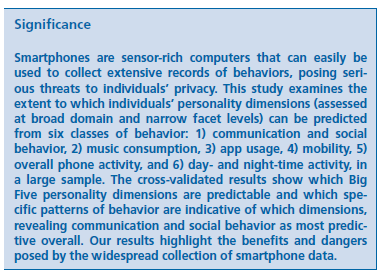 Significance
Smartphones are sensor-rich computers that can easily be
used to collect extensive records of behaviors, posing seri-
ous threats to individuals’ privacy. This study examines the
extent to which individuals’ personality dimensions (assessed
at broad domain and narrow facet levels) can be predicted
from six classes of behavior: 1) communication and social
behavior, 2) music consumption, 3) app usage, 4) mobility, 5)
overall phone activity, and 6) day- and night-time activity, in
a large sample. The cross-validated results show which Big
Five personality dimensions are predictable and which spe-
cific patterns of behavior are indicative of which dimensions,
revealing communication and social behavior as most predic-
tive overall. Our results highlight the benefits and dangers
posed by the widespread collection of smartphone data.